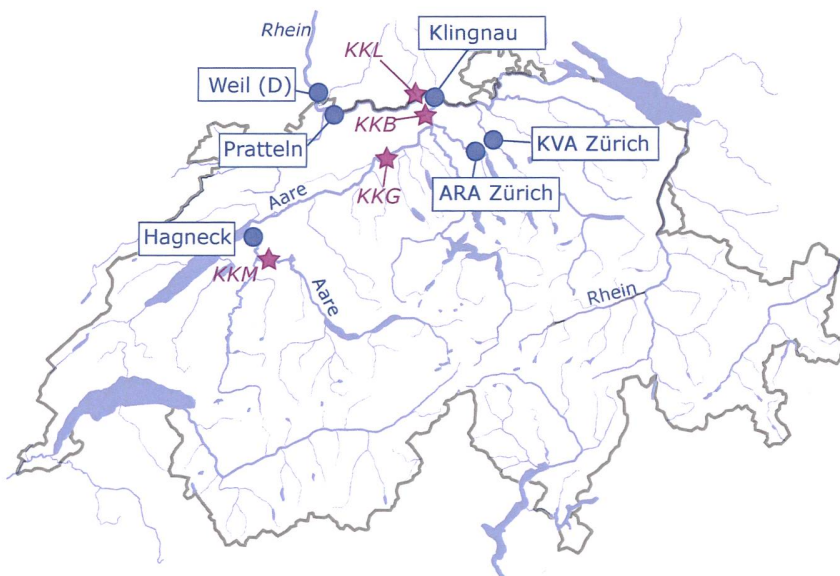 Rhein
Klingnau
KKL
Weil (D)
KKB
Pratteln
KVA Zürich
Aare
KKG
ARA Zürich
Hagneck
KKM
Aare
Rhein